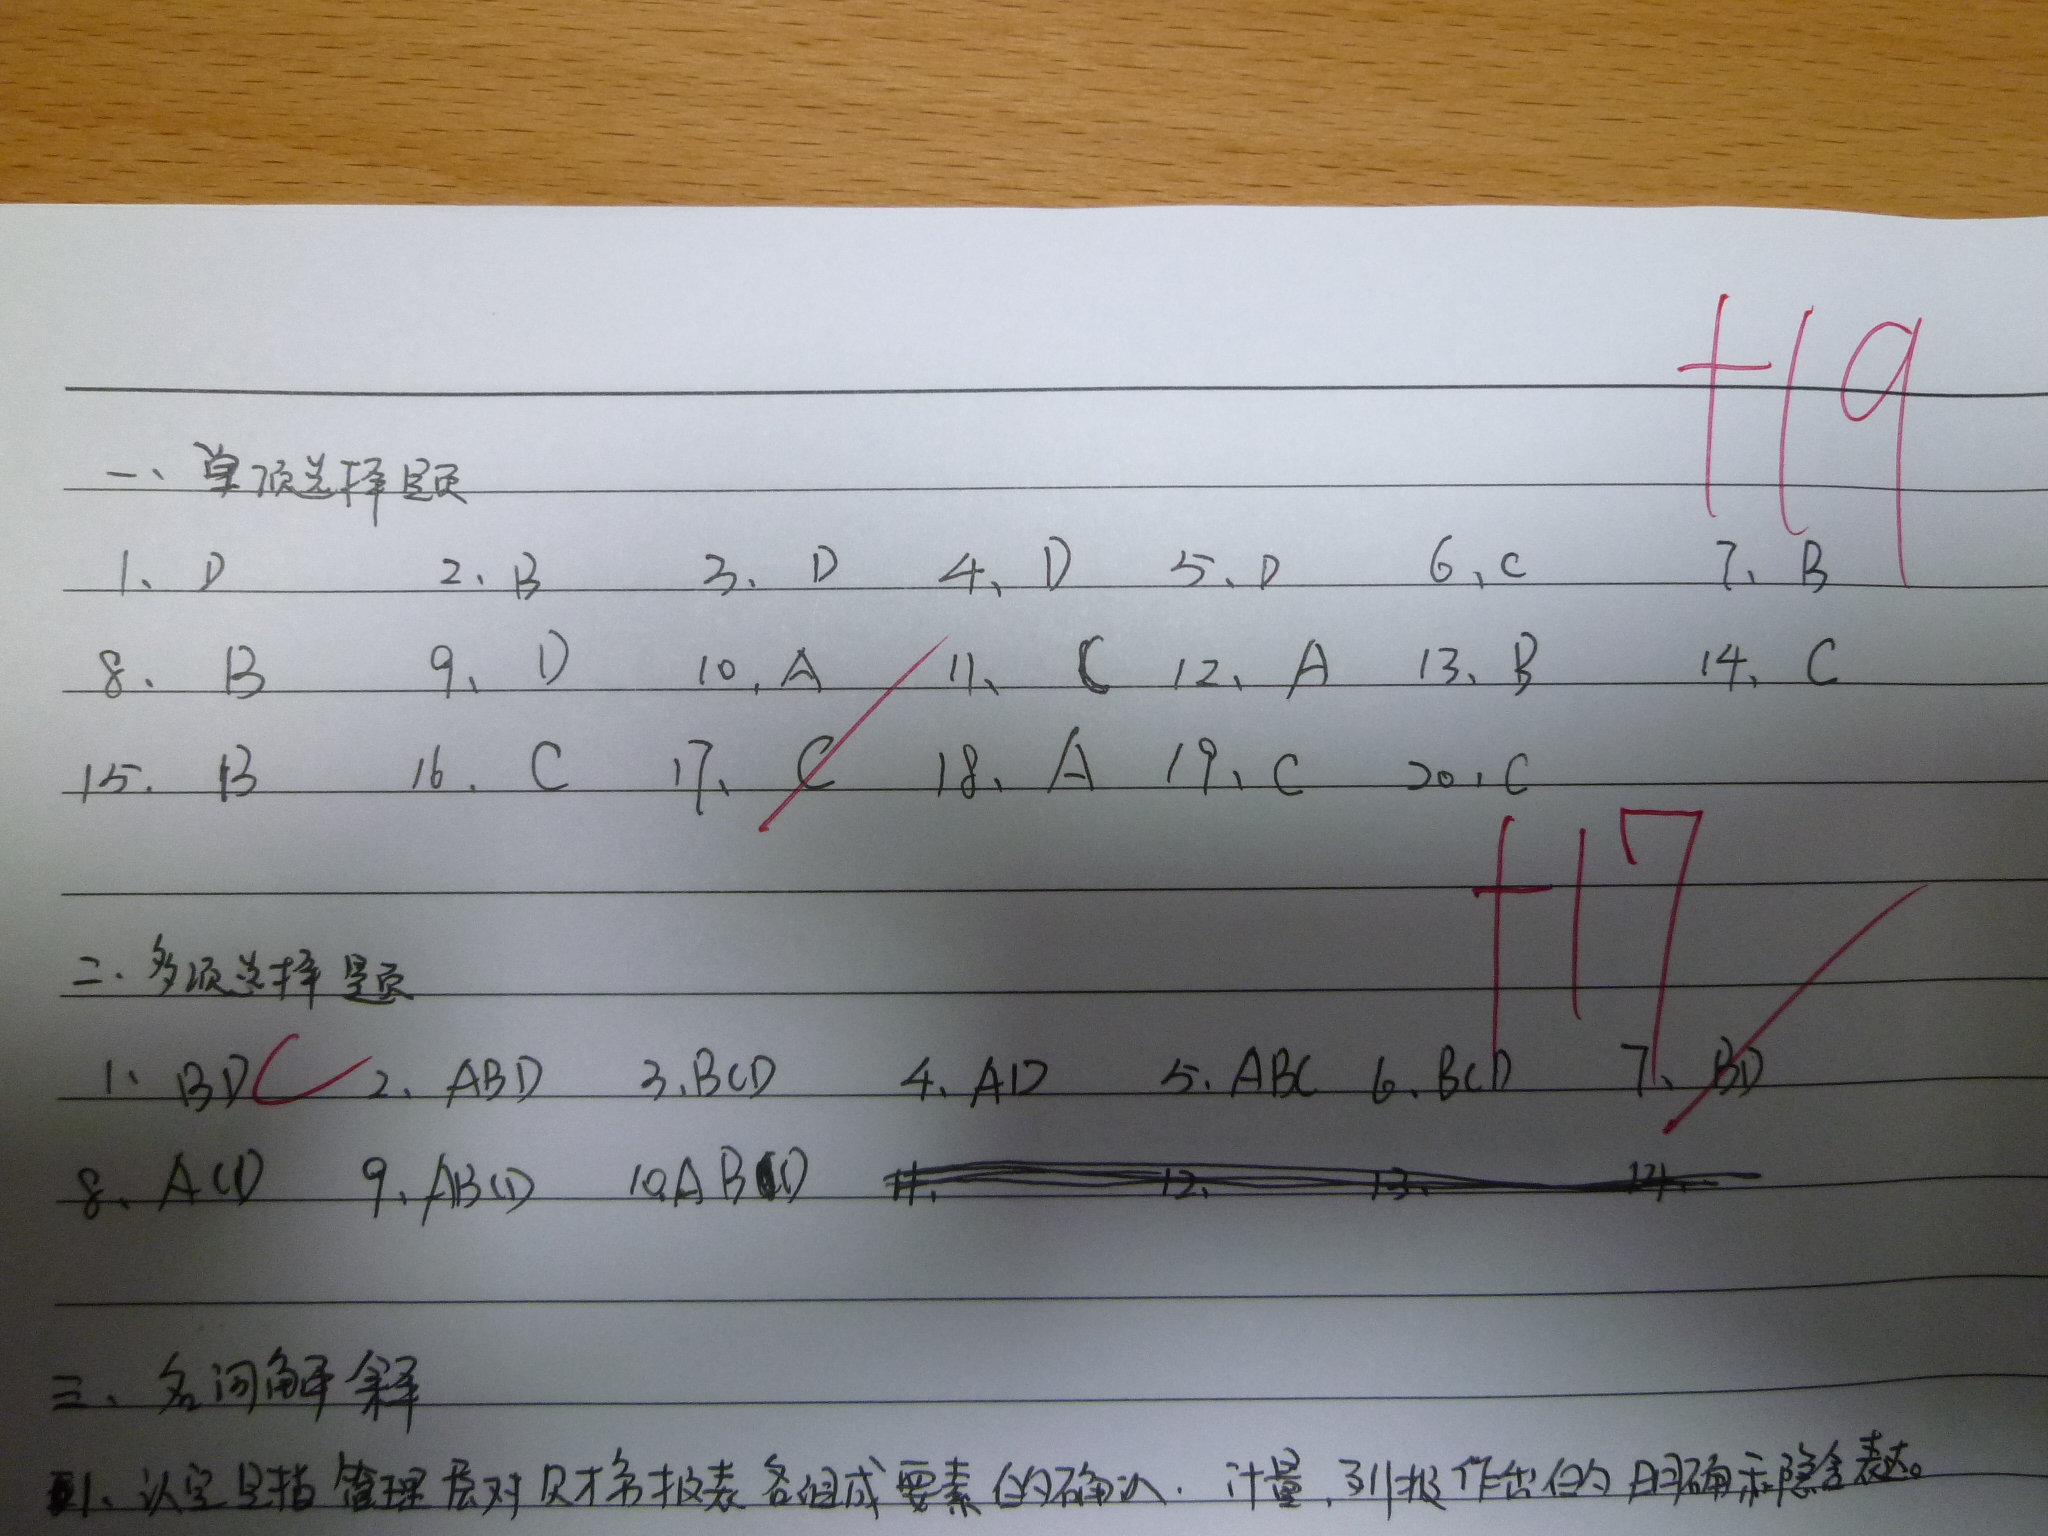 +19
一、单项选择题
1、D 2、B 3、D 4、D 5、D 6、C 7、B
8. B 9、D 10、A 11、C 12、A 13、B 14、C
15. B 16. C 17、C 18、A 19、C 20、C
+17
二.多项选择题
1. BDC 2、ABD 3.BCD 4、AD 5. ABC 6、BCD 7、BD
8、ACD 9、ABCD 10、ABCD 11. 12. 13. 14.
三、名词解释
1、认定是指管理层对财务报表各组成要素的确认.计量,列报作出的明确和隐含表达。